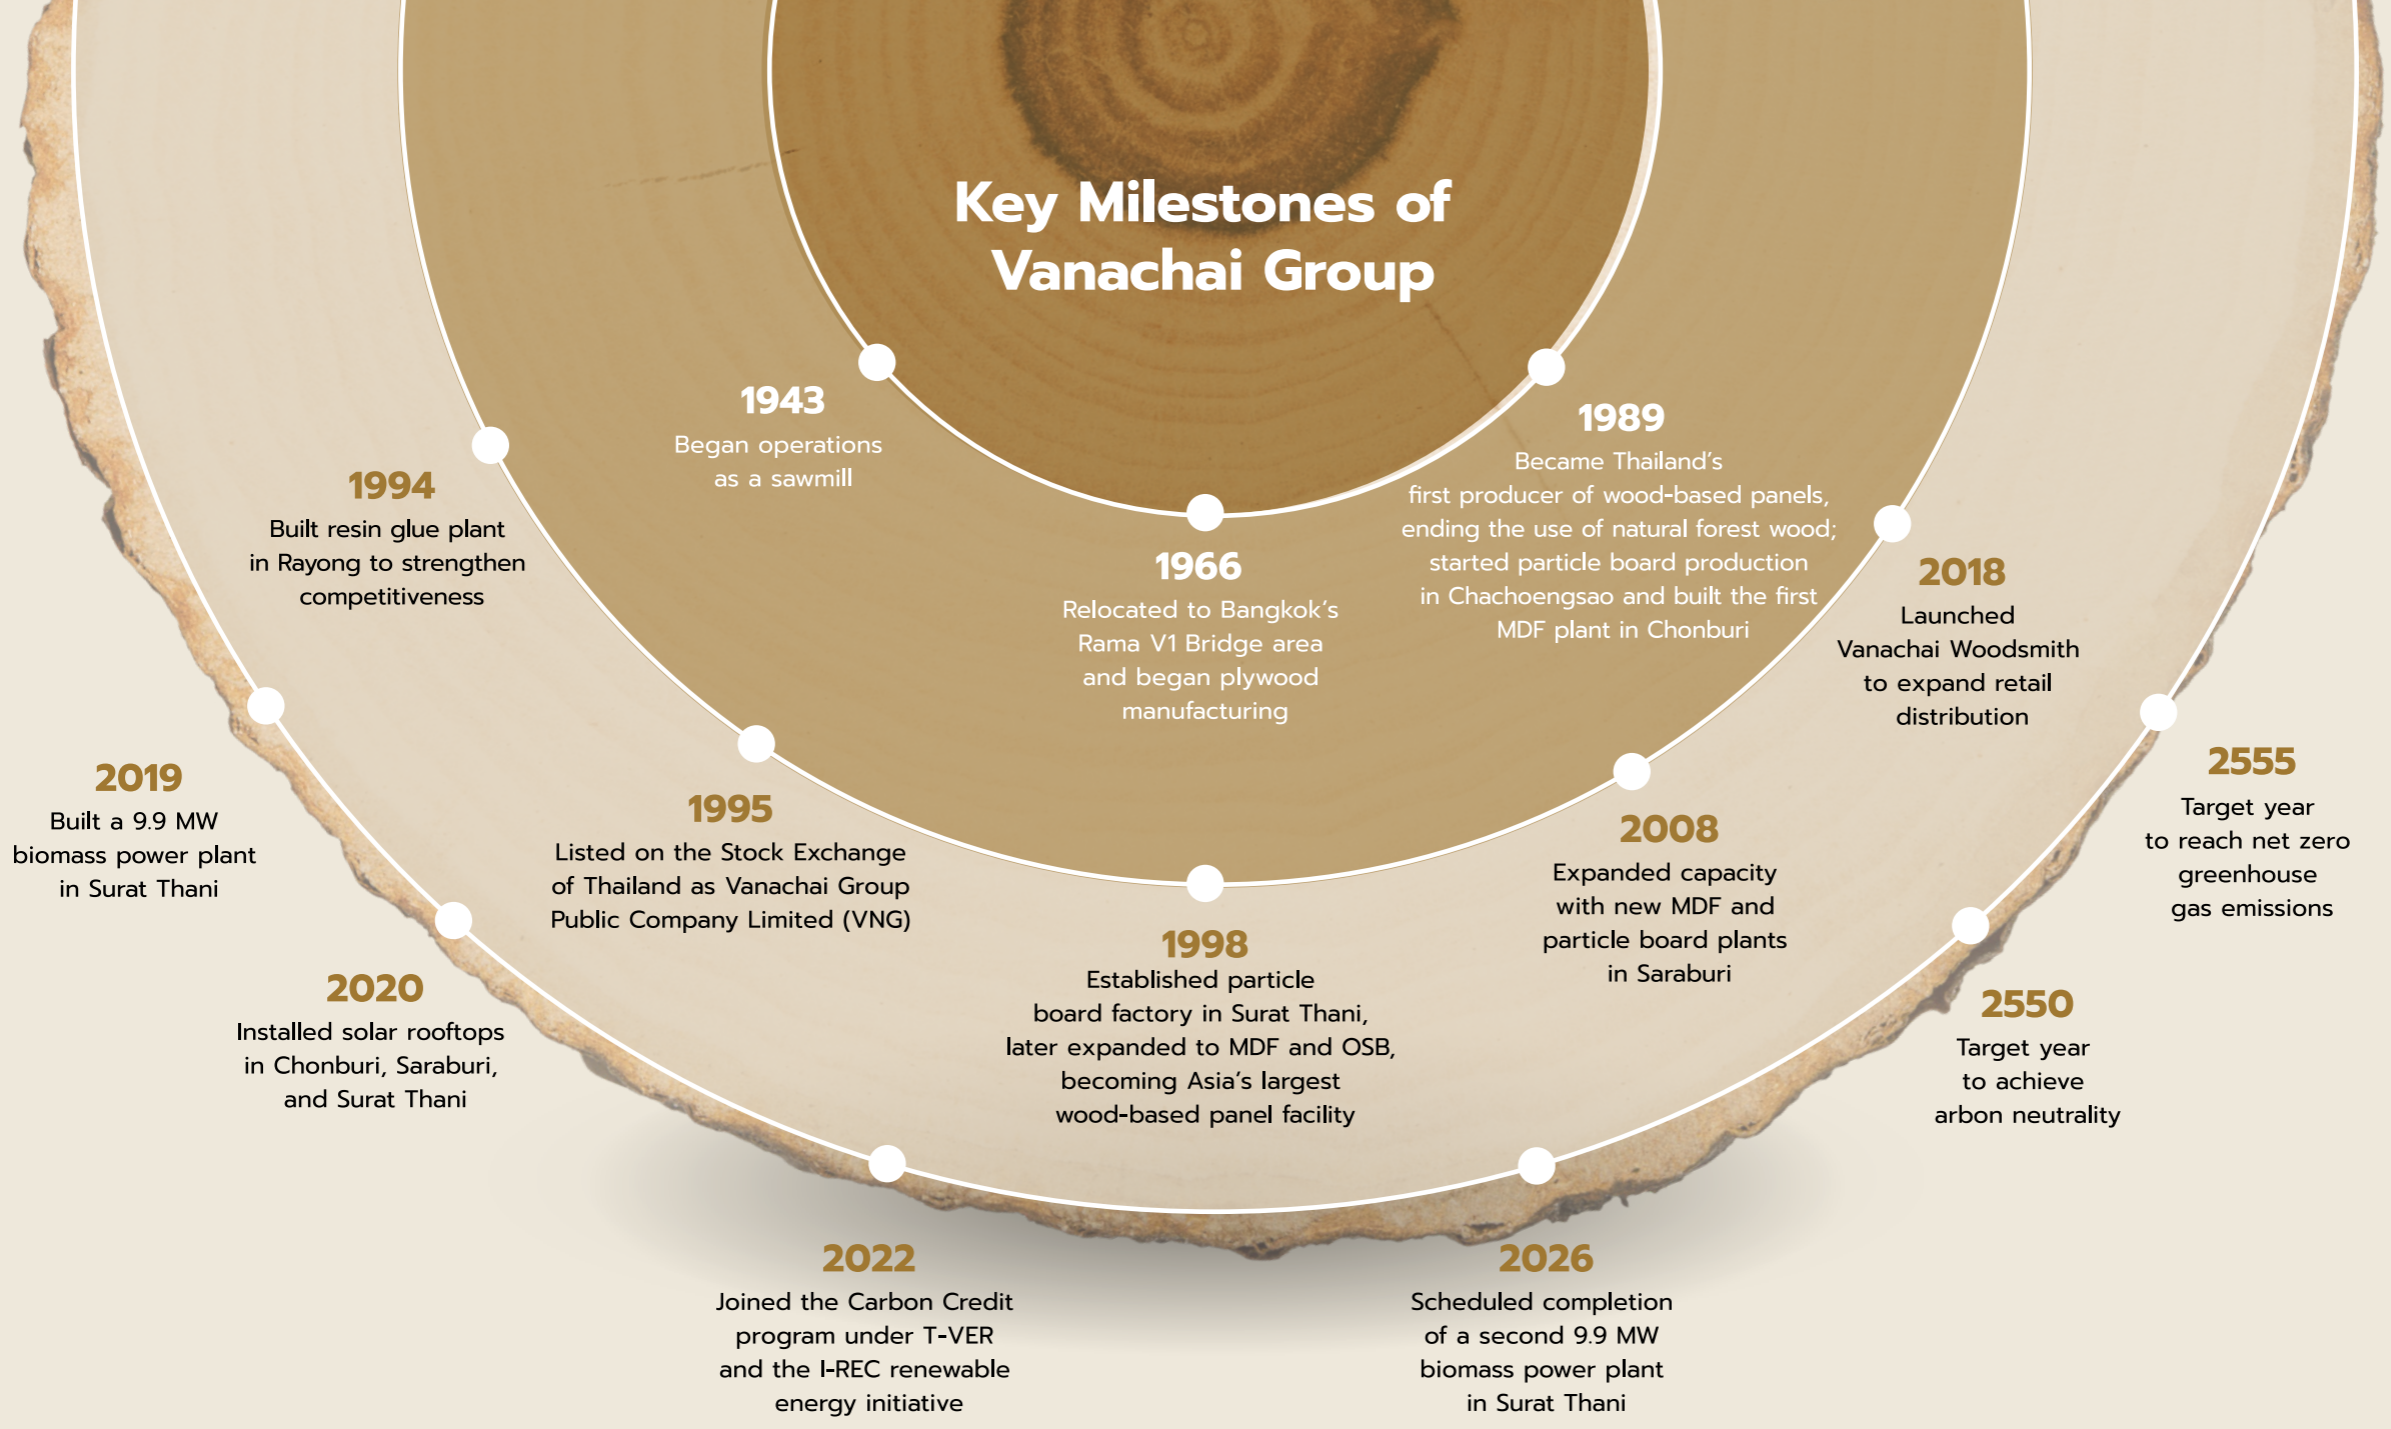 Key Milestones of
Vanachai Group
1943
Began operations
as a sawmill
1966
Relocated to Bangkok's
Rama V1 Bridge area
and began plywood
manufacturing
1989
Became Thailand's
first producer of wood-based panels,
ending the use of natural forest wood;
started particle board production
in Chachoengsao and built the first
MDF plant in Chonburi
1994
Built resin glue plant
in Rayong to strengthen
competitiveness
1995
Listed on the Stock Exchange
of Thailand as Vanachai Group
Public Company Limited (VNG)
1998
Established particle
board factory in Surat Thani,
later expanded to MDF and OSB,
becoming Asia's largest
wood-based panel facility
2008
Expanded capacity
with new MDF and
particle board plants
in Saraburi
2018
Launched
Vanachai Woodsmith
to expand retail
distribution
2019
Built a 9.9 MW
biomass power plant
in Surat Thani
2020
Installed solar rooftops
in Chonburi, Saraburi,
and Surat Thani
2022
Joined the Carbon Credit
program under T-VER
and the I-REC renewable
energy initiative
2026
Scheduled completion
of a second 9.9 MW
biomass power plant
in Surat Thani
2550
Target year
to achieve
arbon neutrality
2555
Target year
to reach net zero
greenhouse
gas emissions